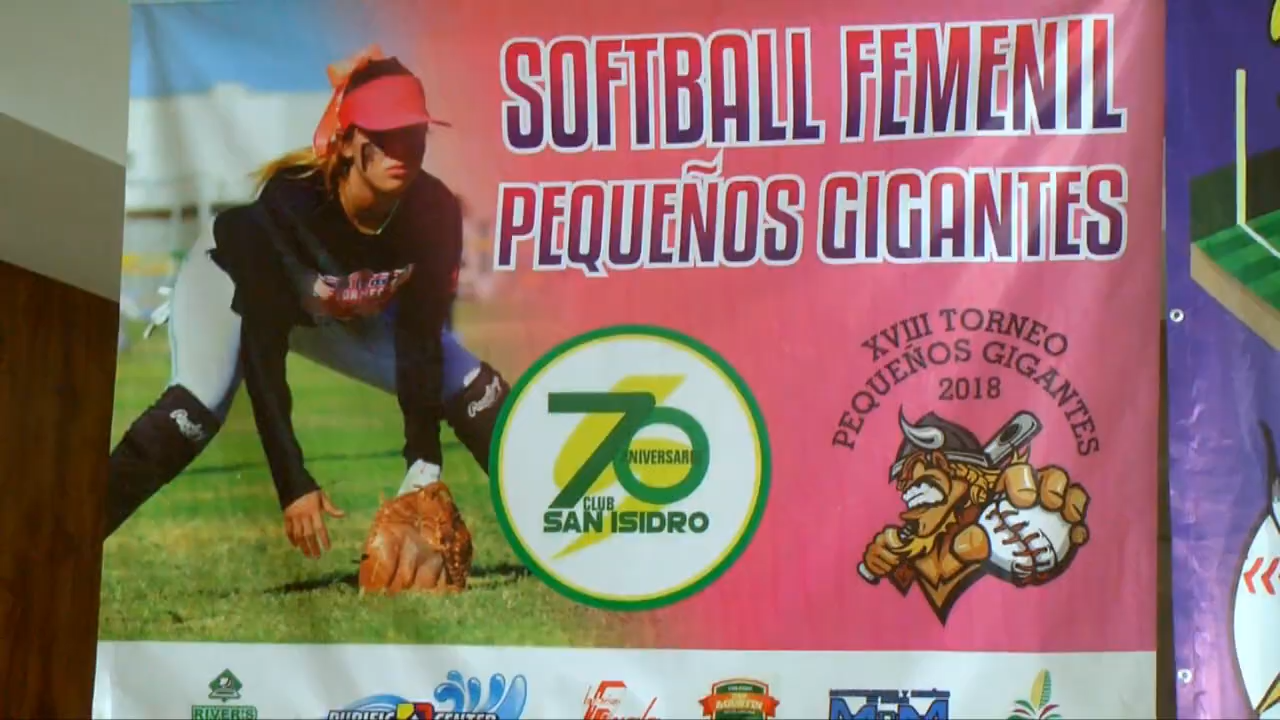 SOFTBALL FEMENIL
PEQUEÑOS GIGANTES
XVIII TORNEO
PEQUEÑOS GIGANTES
2018
70
ANIVERSARIO
CLUB
SAN ISIDRO
RIVER'S